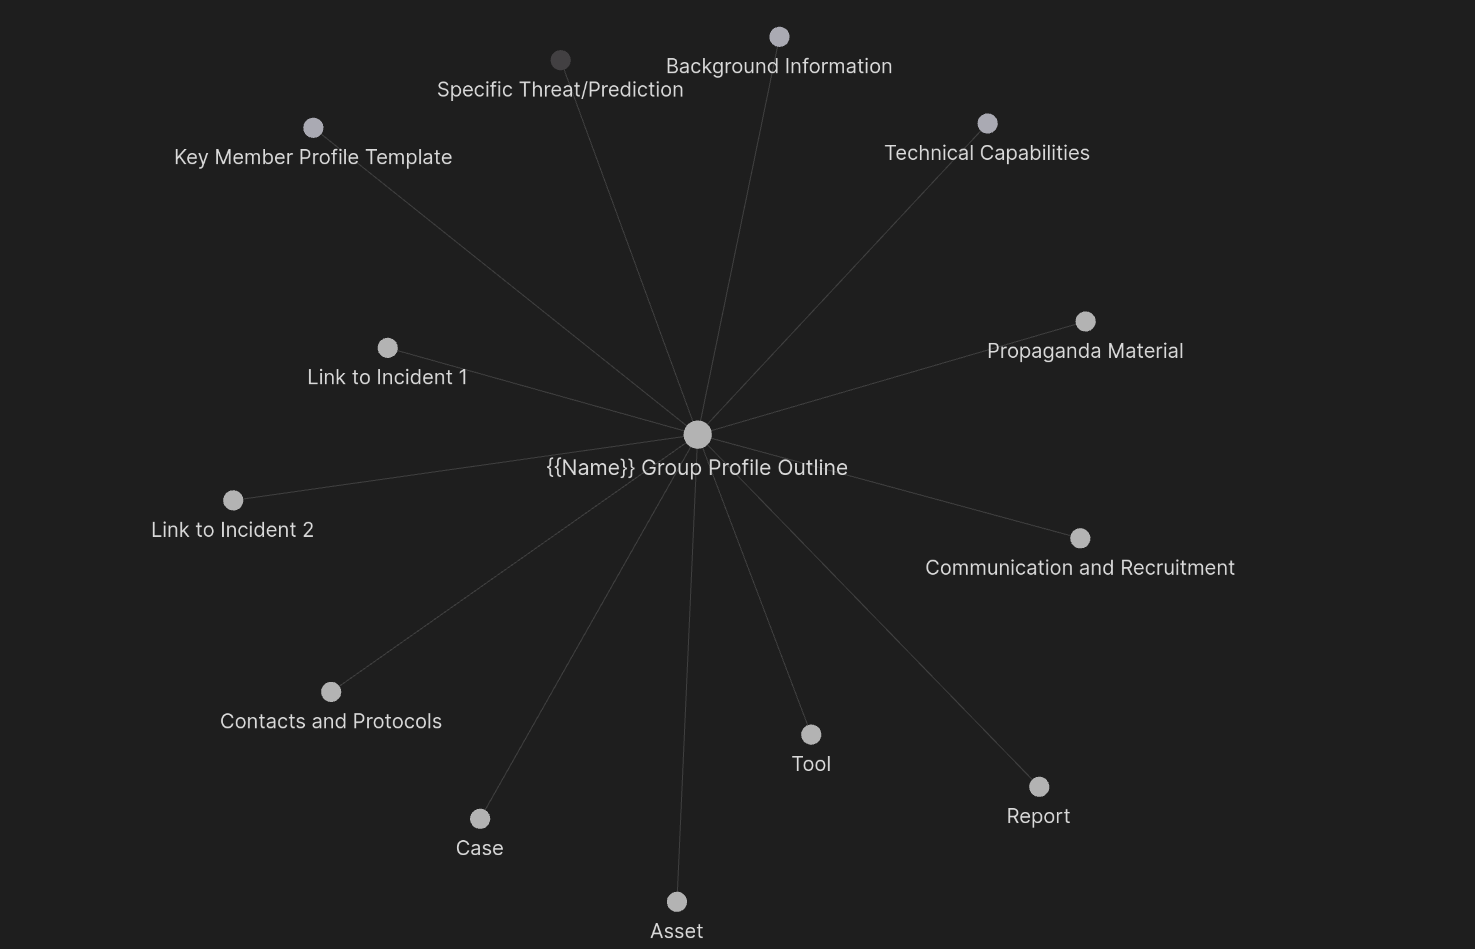 Background Information
Specific Threat/Prediction
Key Member Profile Template
Technical Capabilities
Propaganda Material
Link to Incident 1
{{Name}} Group Profile Outline
Link to Incident 2
Communication and Recruitment
Contacts and Protocols
Tool
Report
Case
Asset